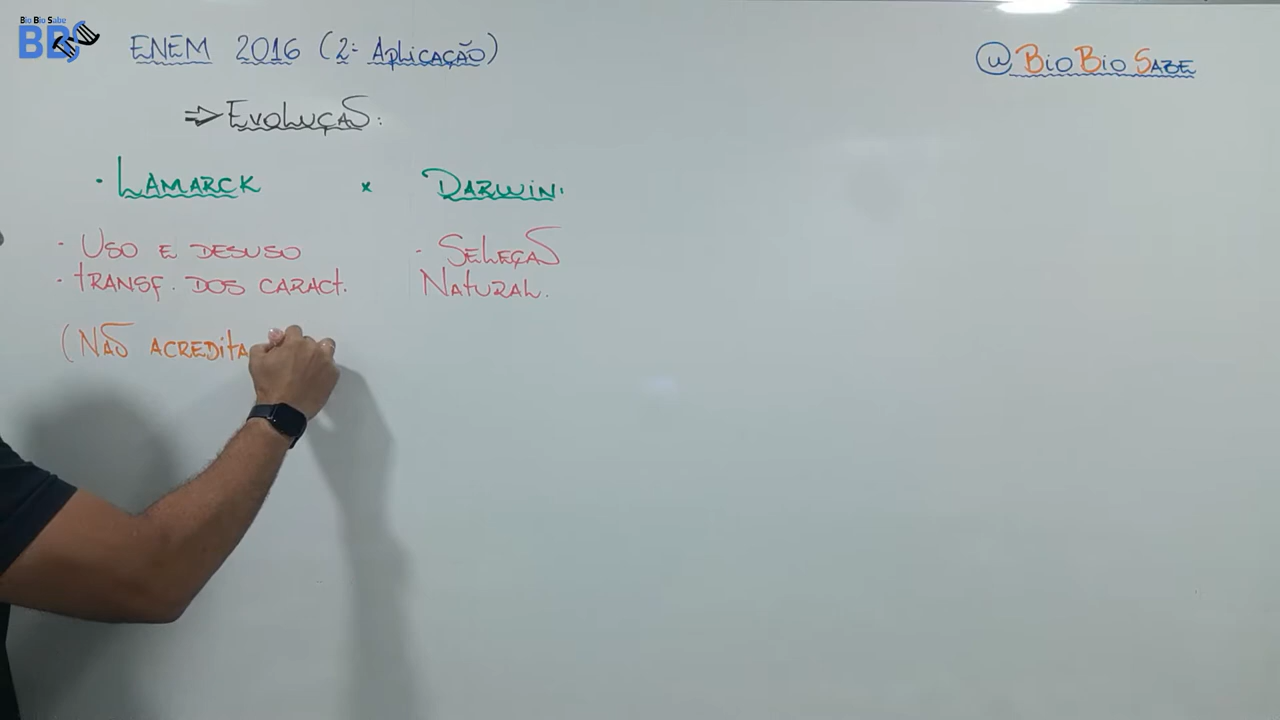 Bio Bio Sabe
BBS
ENEM 2016 (2ª Aplicação)
@BioBioSabe
⇒ Evolução:
· Lamarck x Darwin:
· Uso e desuso
· transf. dos caract.
- Seleção
Natural.
(Não acredita